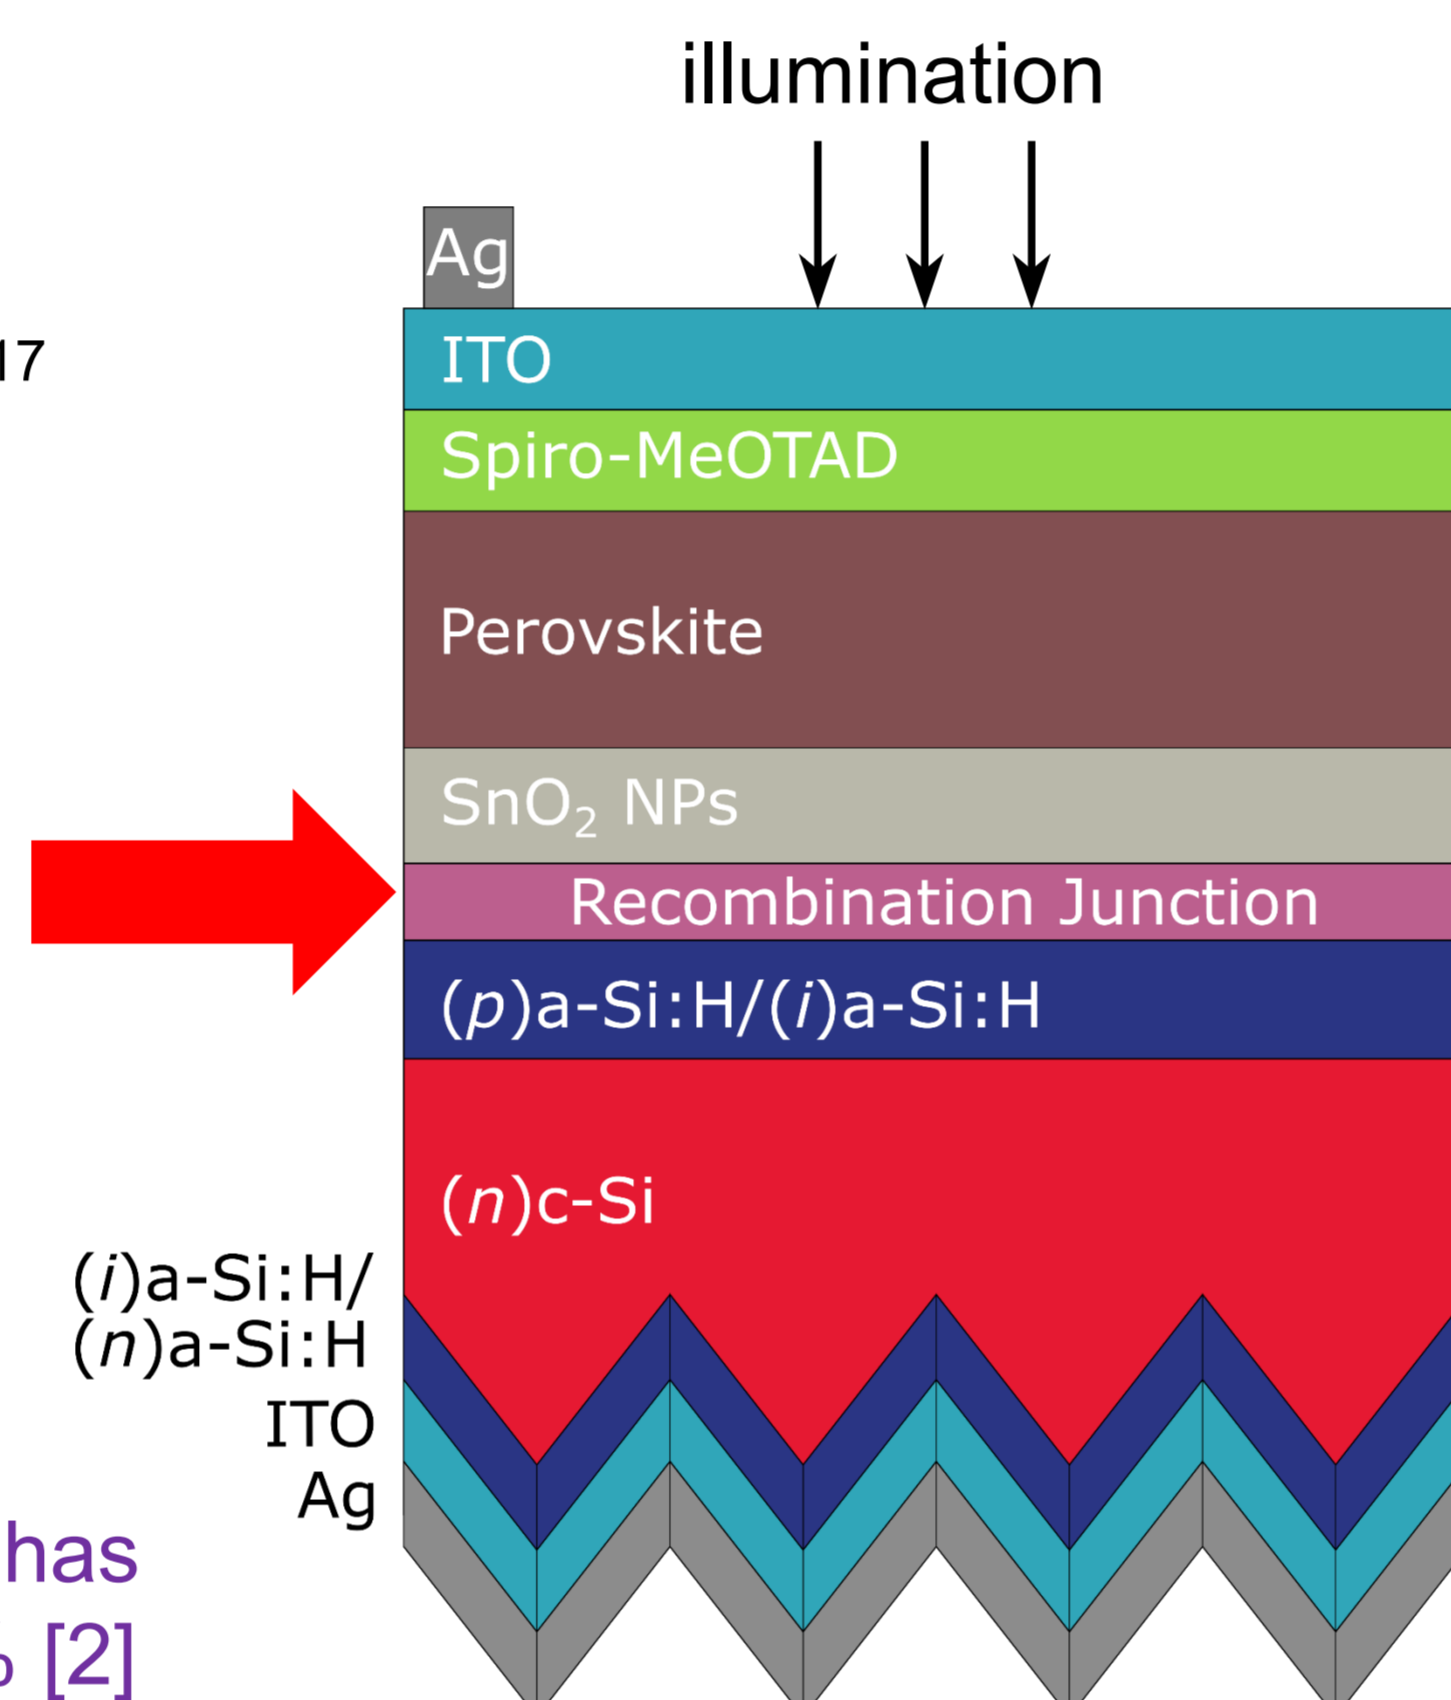 illumination
Ag
17
ITO
Spiro-MeOTAD
Perovskite
SnO₂ NPs
Recombination Junction
(p)a-Si:H/(i)a-Si:H
(n)c-Si
(i)a-Si:H/
(n)a-Si:H
ITO
Ag
has
[2]